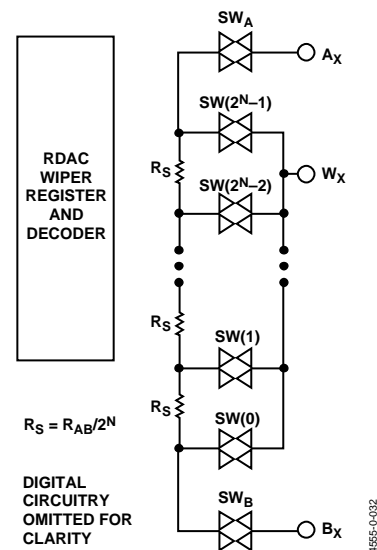 SWA
AX
SW(2N–1)
RDAC
WIPER
REGISTER
AND
DECODER
RS
WX
SW(2N–2)
RS
SW(1)
RS
SW(0)
RS = RAB/2N
DIGITAL
CIRCUITRY
OMITTED FOR
CLARITY
SWB
BX
4555-0-032